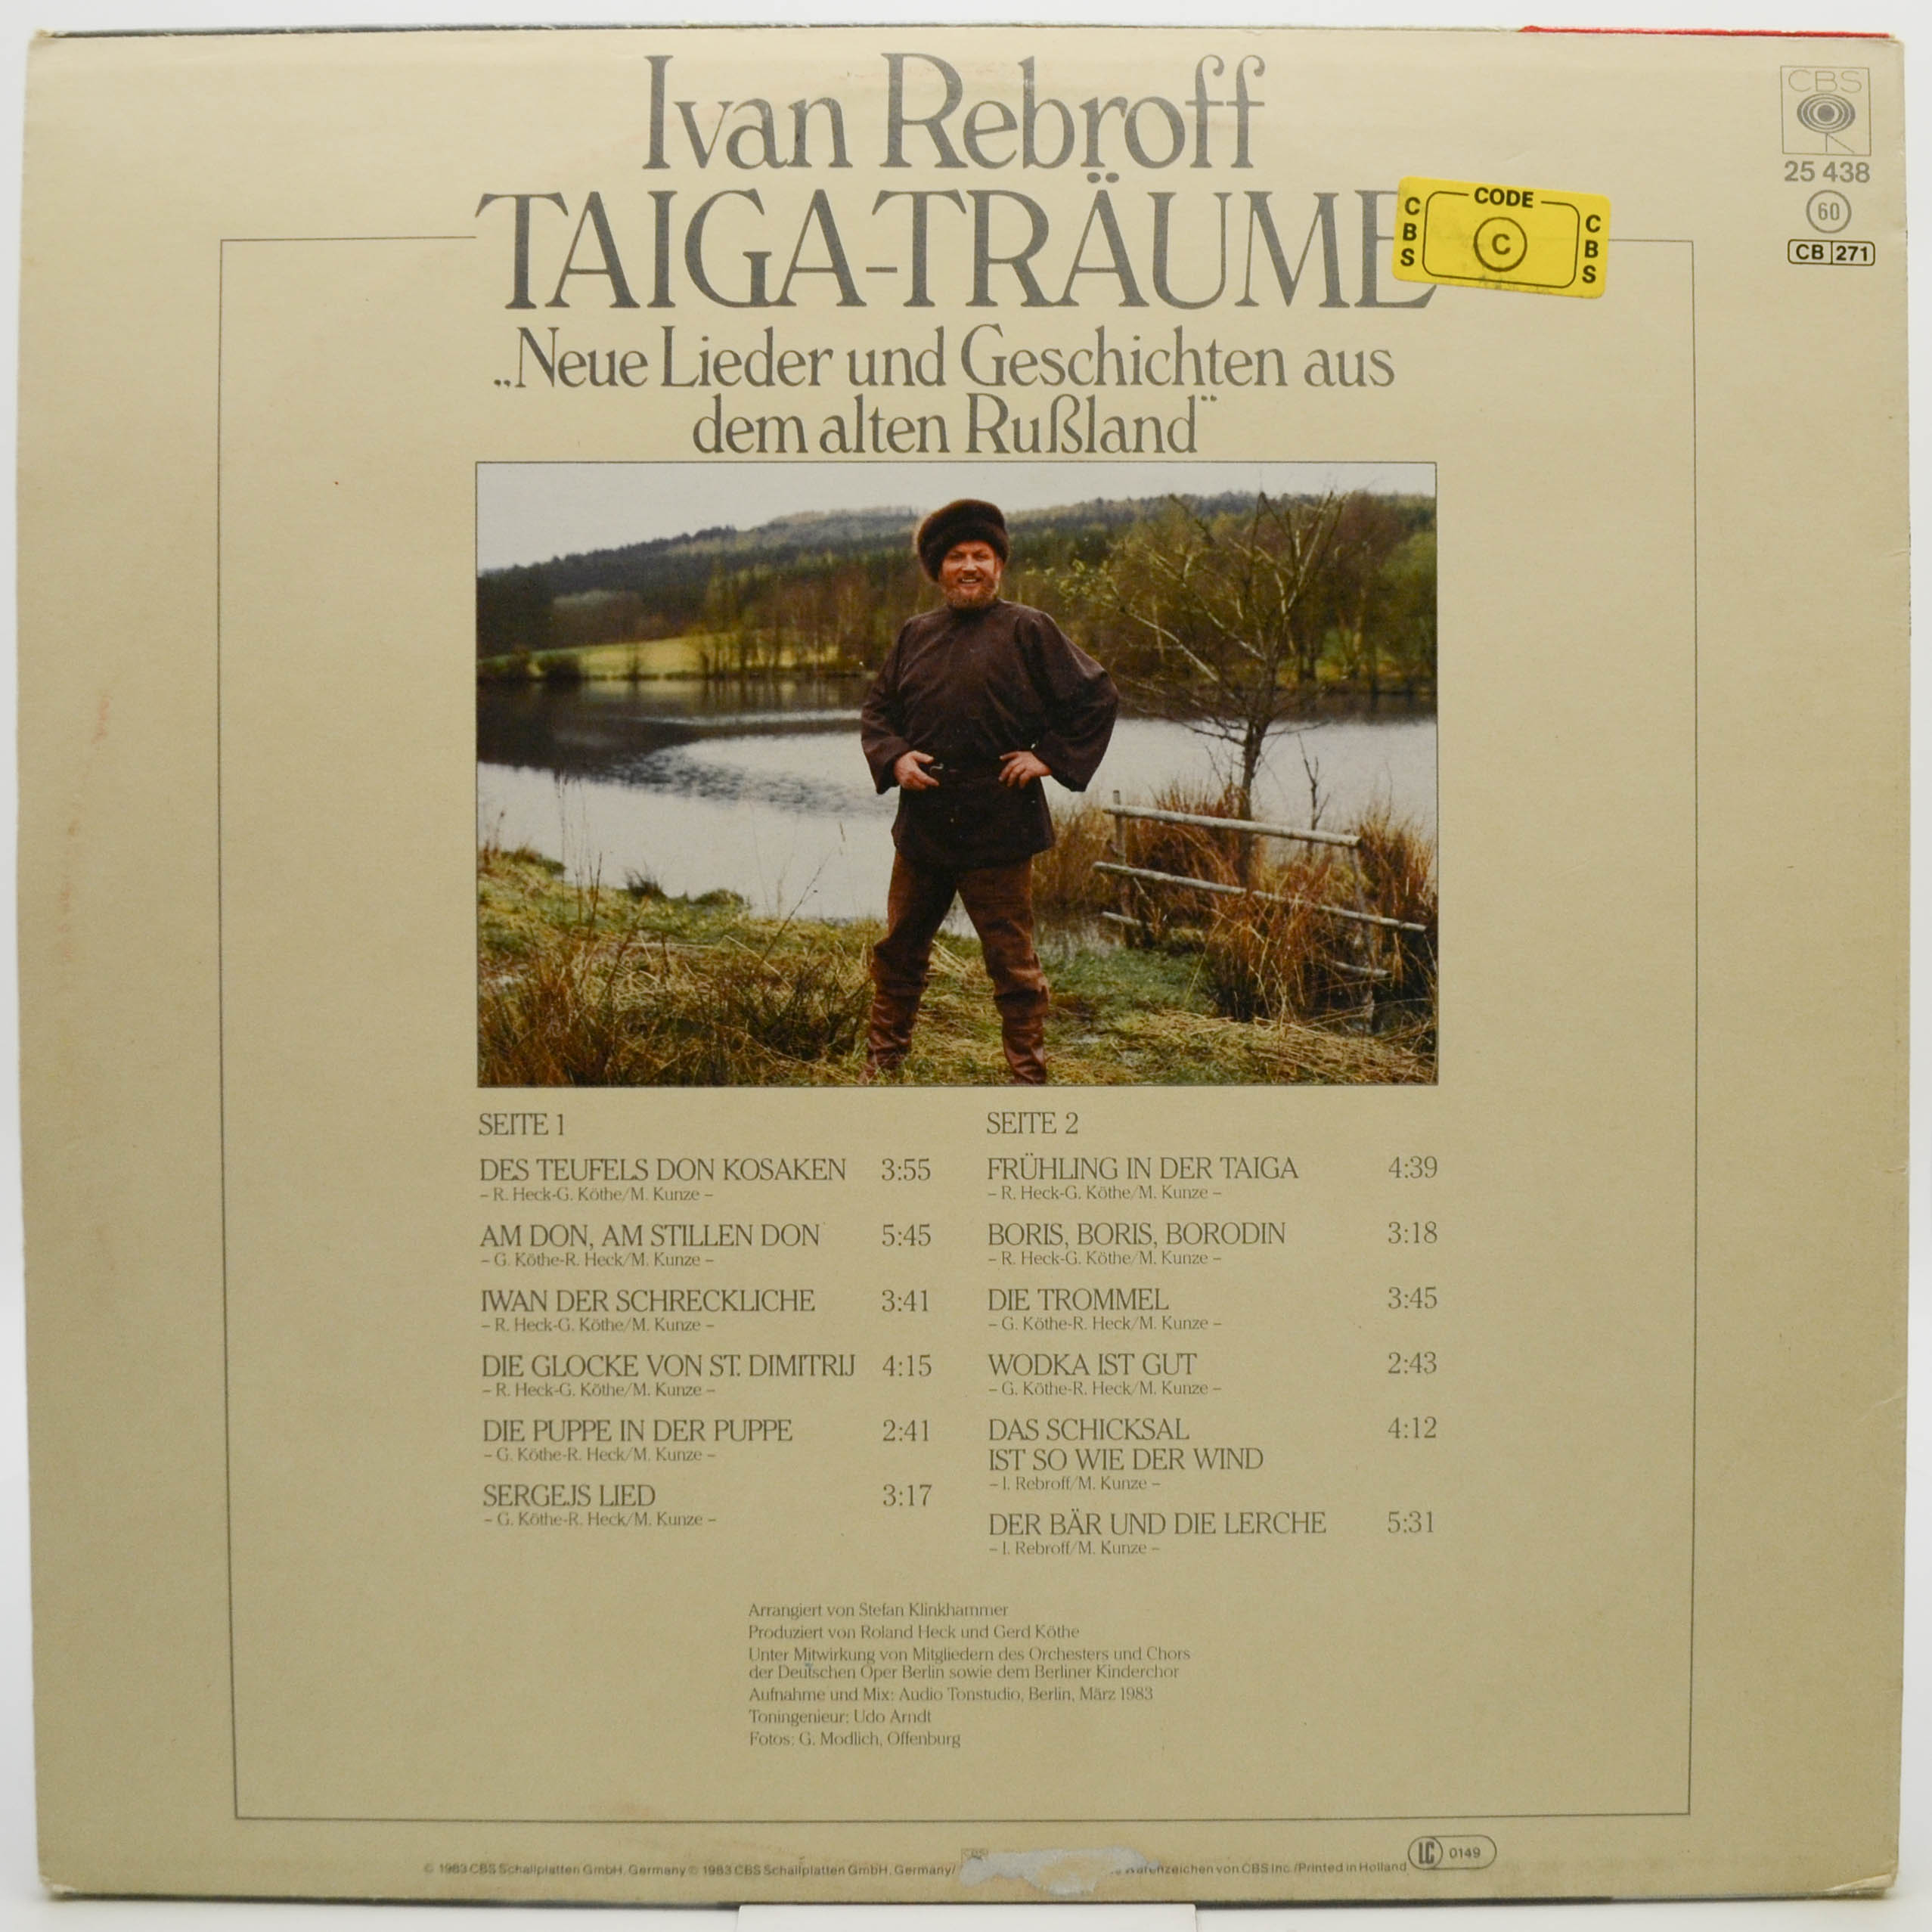 Ivan Rebroff
TAIGA-TRÄUME
„Neue Lieder und Geschichten aus
dem alten Rußland"
CODE
CBS
C
CBS
CBS
25 438
60
CB 271
SEITE 1
DES TEUFELS DON KOSAKEN 3:55
– R. Heck-G. Köthe/M. Kunze –
AM DON, AM STILLEN DON 5:45
– G. Köthe-R. Heck/M. Kunze –
IWAN DER SCHRECKLICHE 3:41
– R. Heck-G. Köthe/M. Kunze –
DIE GLOCKE VON ST. DIMITRIJ 4:15
– R. Heck-G. Köthe/M. Kunze –
DIE PUPPE IN DER PUPPE 2:41
– G. Köthe-R. Heck/M. Kunze –
SERGEJS LIED 3:17
– G. Köthe-R. Heck/M. Kunze –
SEITE 2
FRÜHLING IN DER TAIGA 4:39
– R. Heck-G. Köthe/M. Kunze –
BORIS, BORIS, BORODIN 3:18
– R. Heck-G. Köthe/M. Kunze –
DIE TROMMEL 3:45
– G. Köthe-R. Heck/M. Kunze –
WODKA IST GUT 2:43
– G. Köthe-R. Heck/M. Kunze –
DAS SCHICKSAL 4:12
IST SO WIE DER WIND
– I. Rebroff/M. Kunze –
DER BÄR UND DIE LERCHE 5:31
– I. Rebroff/M. Kunze –
Arrangiert von Stefan Klinkhammer
Produziert von Roland Heck und Gerd Köthe
Unter Mitwirkung von Mitgliedern des Orchesters und Chors
der Deutschen Oper Berlin sowie dem Berliner Kinderchor
Aufnahme und Mix: Audio Tonstudio, Berlin, März 1983
Toningenieur: Udo Arndt
Fotos: G. Modlich, Offenburg
© 1983 CBS Schallplatten GmbH, Germany ℗ 1983 CBS Schallplatten GmbH, Germany/ Warenzeichen von CBS Inc./Printed in Holland
LC 0149